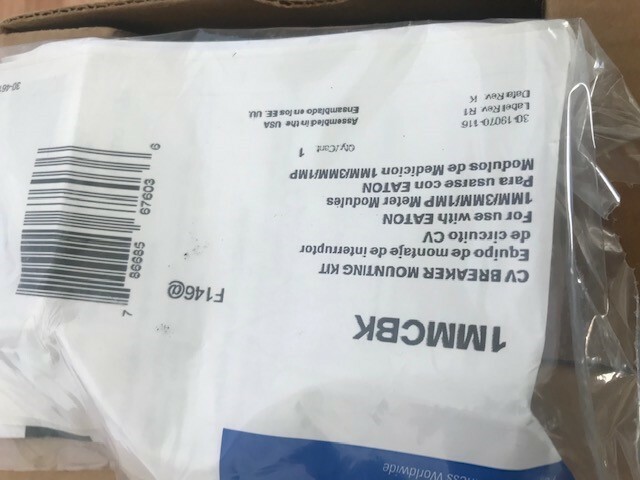 ness Worldwide
1MMCBK
F146@
CV BREAKER MOUNTING KIT
Equipo de montaje de interruptor
de circuito CV
For use with EATON
1MM/3MM/1MP Meter Modules
Para usarse con EATON
Modulos de Medicion 1MM/3MM/1MP
Qty/Cant 1
Assembled in the USA
Ensamblado en los EE UU.
30-19070-116
Label Rev R1
Data Rev K
7 86685 67603 6